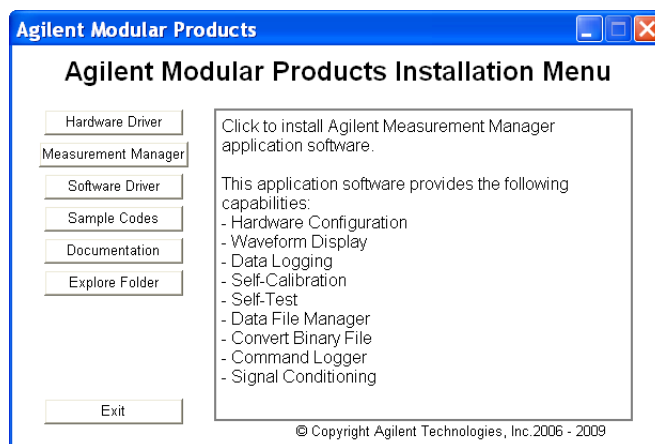 Agilent Modular Products
Agilent Modular Products Installation Menu
Hardware Driver
Measurement Manager
Software Driver
Sample Codes
Documentation
Explore Folder
Exit
Click to install Agilent Measurement Manager
application software.
This application software provides the following
capabilities:
- Hardware Configuration
- Waveform Display
- Data Logging
- Self-Calibration
- Self-Test
- Data File Manager
- Convert Binary File
- Command Logger
- Signal Conditioning
© Copyright Agilent Technologies, Inc.2006 - 2009